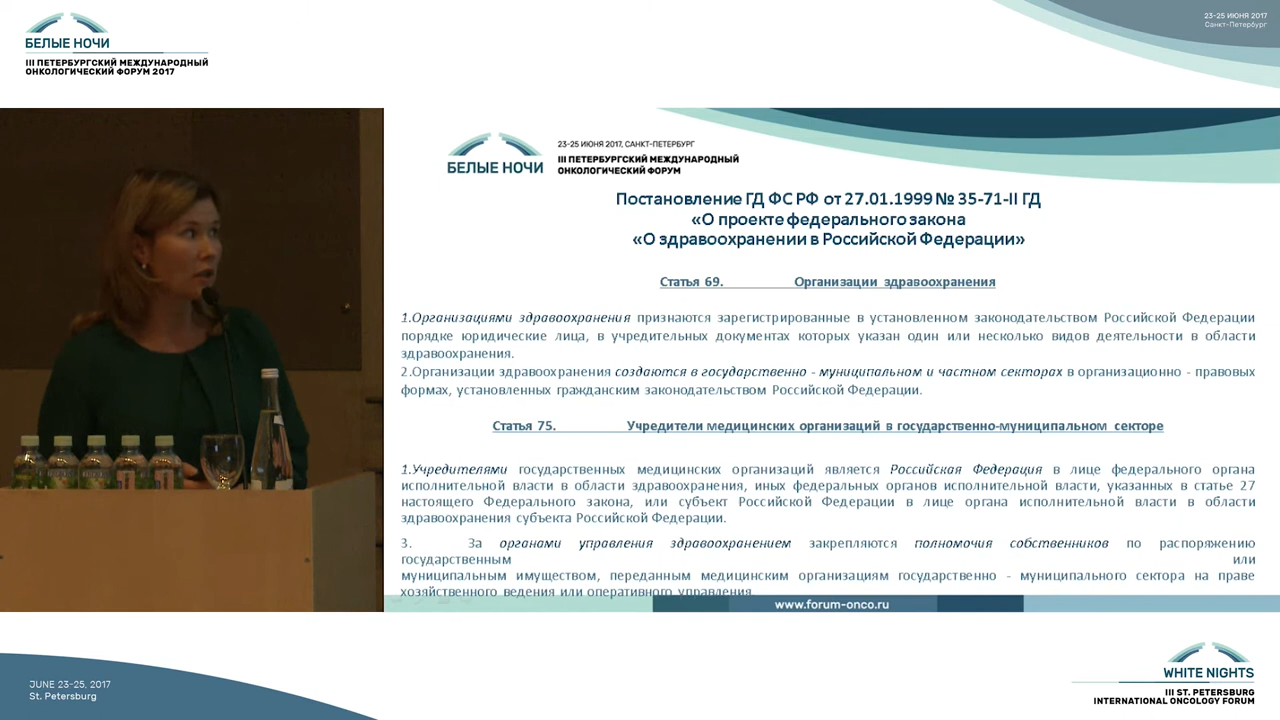 БЕЛЫЕ НОЧИ
III ПЕТЕРБУРГСКИЙ МЕЖДУНАРОДНЫЙ
ОНКОЛОГИЧЕСКИЙ ФОРУМ 2017
23-25 ИЮНЯ 2017
Санкт-Петербург
БЕЛЫЕ НОЧИ
23-25 ИЮНЯ 2017, САНКТ-ПЕТЕРБУРГ
III ПЕТЕРБУРГСКИЙ МЕЖДУНАРОДНЫЙ
ОНКОЛОГИЧЕСКИЙ ФОРУМ
Постановление ГД ФС РФ от 27.01.1999 № 35-71-II ГД
«О проекте федерального закона
«О здравоохранении в Российской Федерации»
Статья 69. Организации здравоохранения
1.Организациями здравоохранения признаются зарегистрированные в установленном законодательством Российской Федерации
порядке юридические лица, в учредительных документах которых указан один или несколько видов деятельности в области
здравоохранения.
2.Организации здравоохранения создаются в государственно - муниципальном и частном секторах в организационно - правовых
формах, установленных гражданским законодательством Российской Федерации.
Статья 75. Учредители медицинских организаций в государственно-муниципальном секторе
1.Учредителями государственных медицинских организаций является Российская Федерация в лице федерального органа
исполнительной власти в области здравоохранения, иных федеральных органов исполнительной власти, указанных в статье 27
настоящего Федерального закона, или субъект Российской Федерации в лице органа исполнительной власти в области
здравоохранения субъекта Российской Федерации.
3. За органами управления здравоохранением закрепляются полномочия собственников по распоряжению
государственным или
муниципальным имуществом, переданным медицинским организациям государственно - муниципального сектора на праве
хозяйственного ведения или оперативного управления.
www.forum-onco.ru
JUNE 23-25, 2017
St. Petersburg
WHITE NIGHTS
III ST. PETERSBURG
INTERNATIONAL ONCOLOGY FORUM